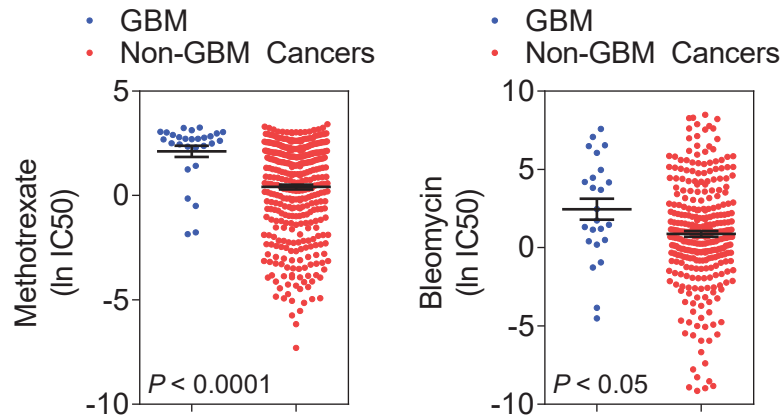 GBM
Non-GBM Cancers
Methotrexate
(ln IC50)
5
0
-5
-10
P < 0.0001
GBM
Non-GBM Cancers
Bleomycin
(ln IC50)
10
5
0
-5
-10
P < 0.05